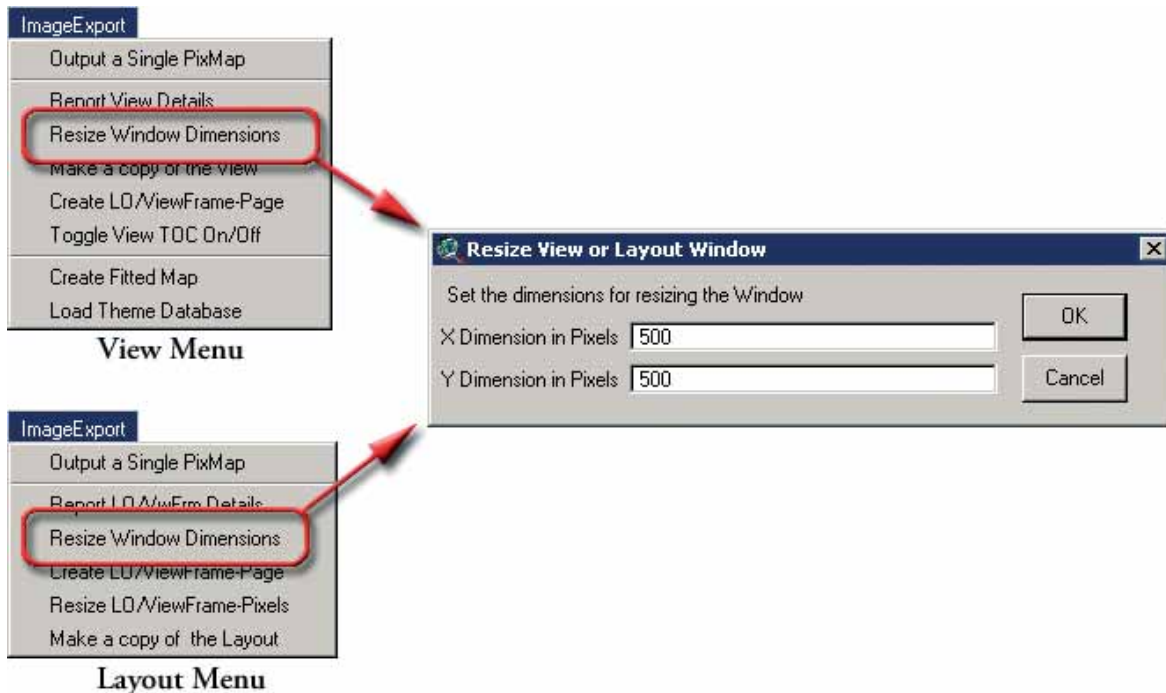 ImageExport
Output a Single PixMap
Report View Details
Resize Window Dimensions
Make a copy of the View
Create LO/ViewFrame-Page
Toggle View TOC On/Off
Create Fitted Map
Load Theme Database
View Menu
Resize View or Layout Window
Set the dimensions for resizing the Window
X Dimension in Pixels 500
Y Dimension in Pixels 500
OK
Cancel
ImageExport
Output a Single PixMap
Report LO/VwFrm Details
Resize Window Dimensions
Create LO/ViewFrame-Page
Resize LO/ViewFrame-Pixels
Make a copy of the Layout
Layout Menu